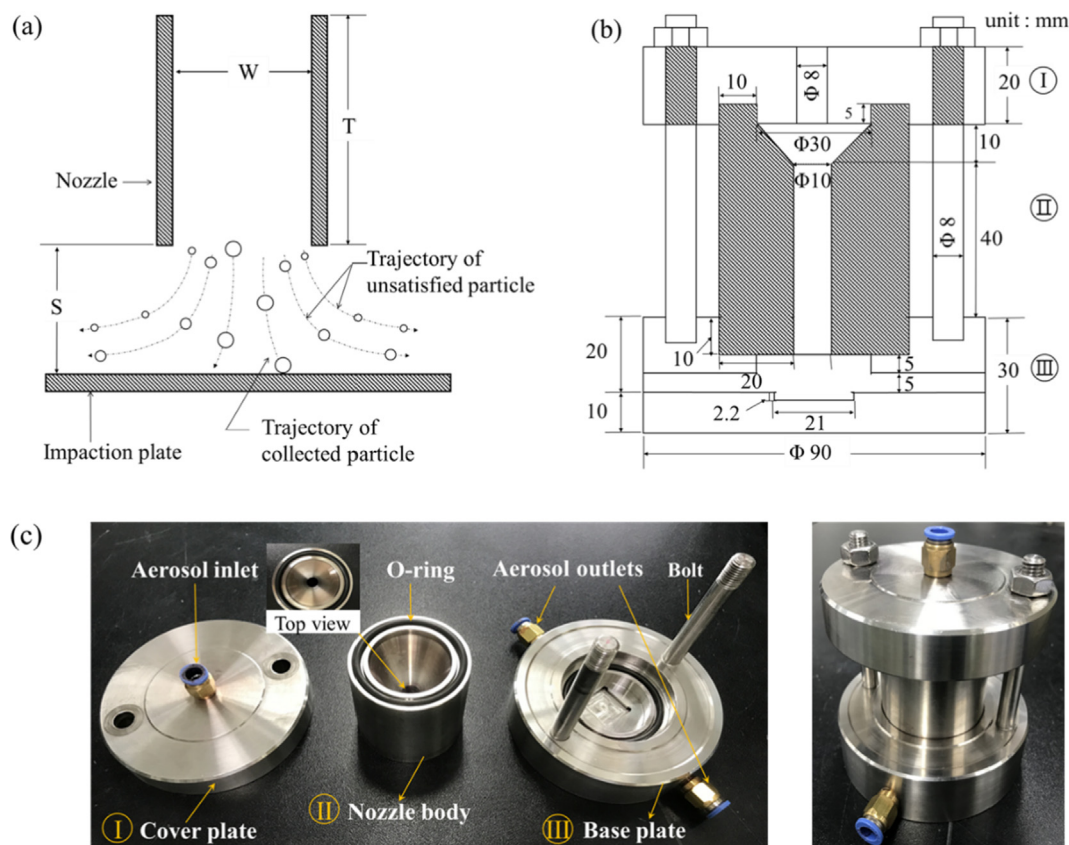 (a)
W
T
Nozzle
S
Trajectory of
unsatisfied particle
Impaction plate
Trajectory of
collected particle
(b)
unit : mm
10
Φ 8
20
Ⅰ
5
Φ30
10
Φ10
Ⅱ
Φ 8
40
20
10
5
30
Ⅲ
20
5
10
2.2
21
Φ 90
(c)
Aerosol inlet
O-ring
Aerosol outlets
Bolt
Top view
Ⅰ Cover plate
Ⅱ Nozzle body
Ⅲ Base plate